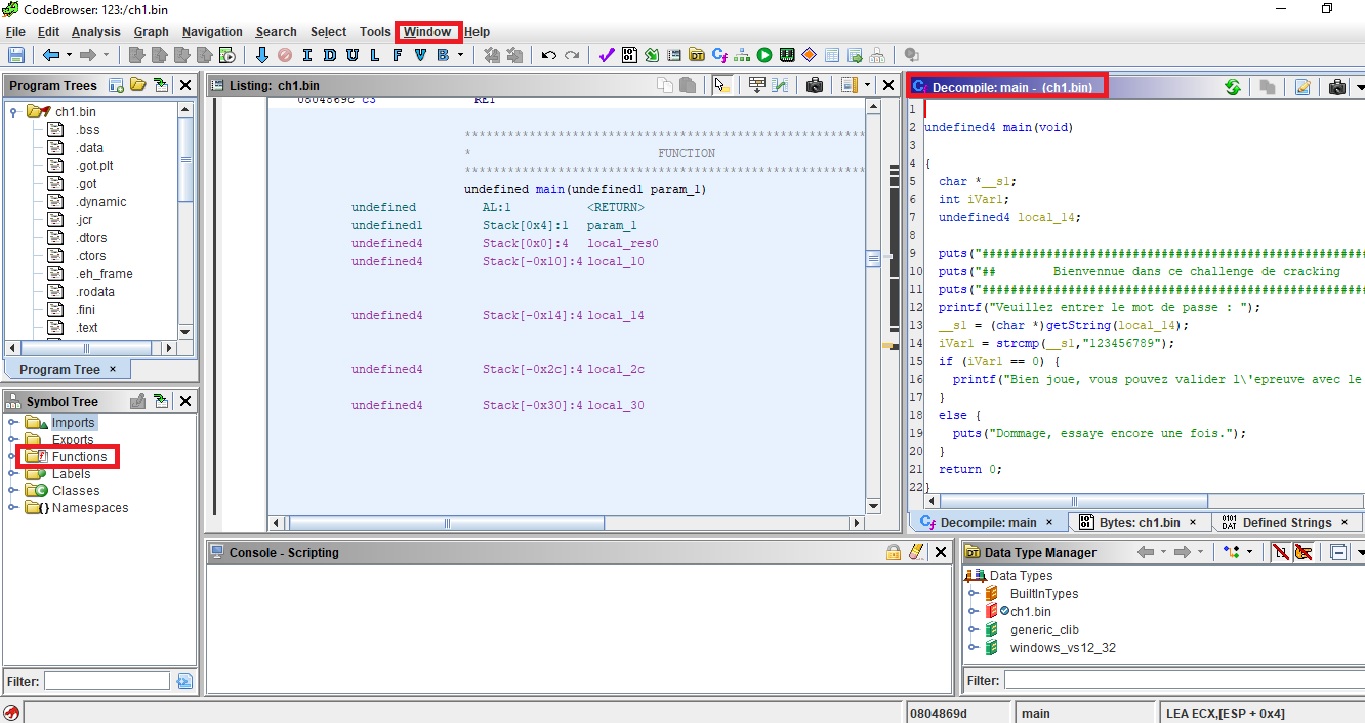 CodeBrowser: 123:/ch1.bin
File Edit Analysis Graph Navigation Search Select Tools Window Help
I D U L F V B
Program Trees
ch1.bin
.bss
.data
.got.plt
.got
.dynamic
.jcr
.dtors
.ctors
.eh_frame
.rodata
.fini
.text
Program Tree ×
Symbol Tree
Imports
Exports
Functions
Labels
Classes
Namespaces
Filter:
Listing: ch1.bin
0804869c c3 RET
* FUNCTION
undefined main(undefined1 param_1)
undefined AL:1 <RETURN>
undefined1 Stack[0x4]:1 param_1
undefined4 Stack[0x0]:4 local_res0
undefined4 Stack[-0x10]:4 local_10
undefined4 Stack[-0x14]:4 local_14
undefined4 Stack[-0x2c]:4 local_2c
undefined4 Stack[-0x30]:4 local_30
Decompile: main - (ch1.bin)
1
2 undefined4 main(void)
3
4 {
5 char *__s1;
6 int iVar1;
7 undefined4 local_14;
8
9 puts("##################################################
10 puts("## Bienvennue dans ce challenge de cracking
11 puts("##################################################
12 printf("Veuillez entrer le mot de passe : ");
13 __s1 = (char *)getString(local_14);
14 iVar1 = strcmp(__s1,"123456789");
15 if (iVar1 == 0) {
16 printf("Bien joue, vous pouvez valider l\'epreuve avec le
17 }
18 else {
19 puts("Dommage, essaye encore une fois.");
20 }
21 return 0;
22 }
Decompile: main × Bytes: ch1.bin × Defined Strings ×
Console - Scripting
Data Type Manager
Data Types
BuiltInTypes
ch1.bin
generic_clib
windows_vs12_32
Filter:
0804869d main LEA ECX,[ESP + 0x4]